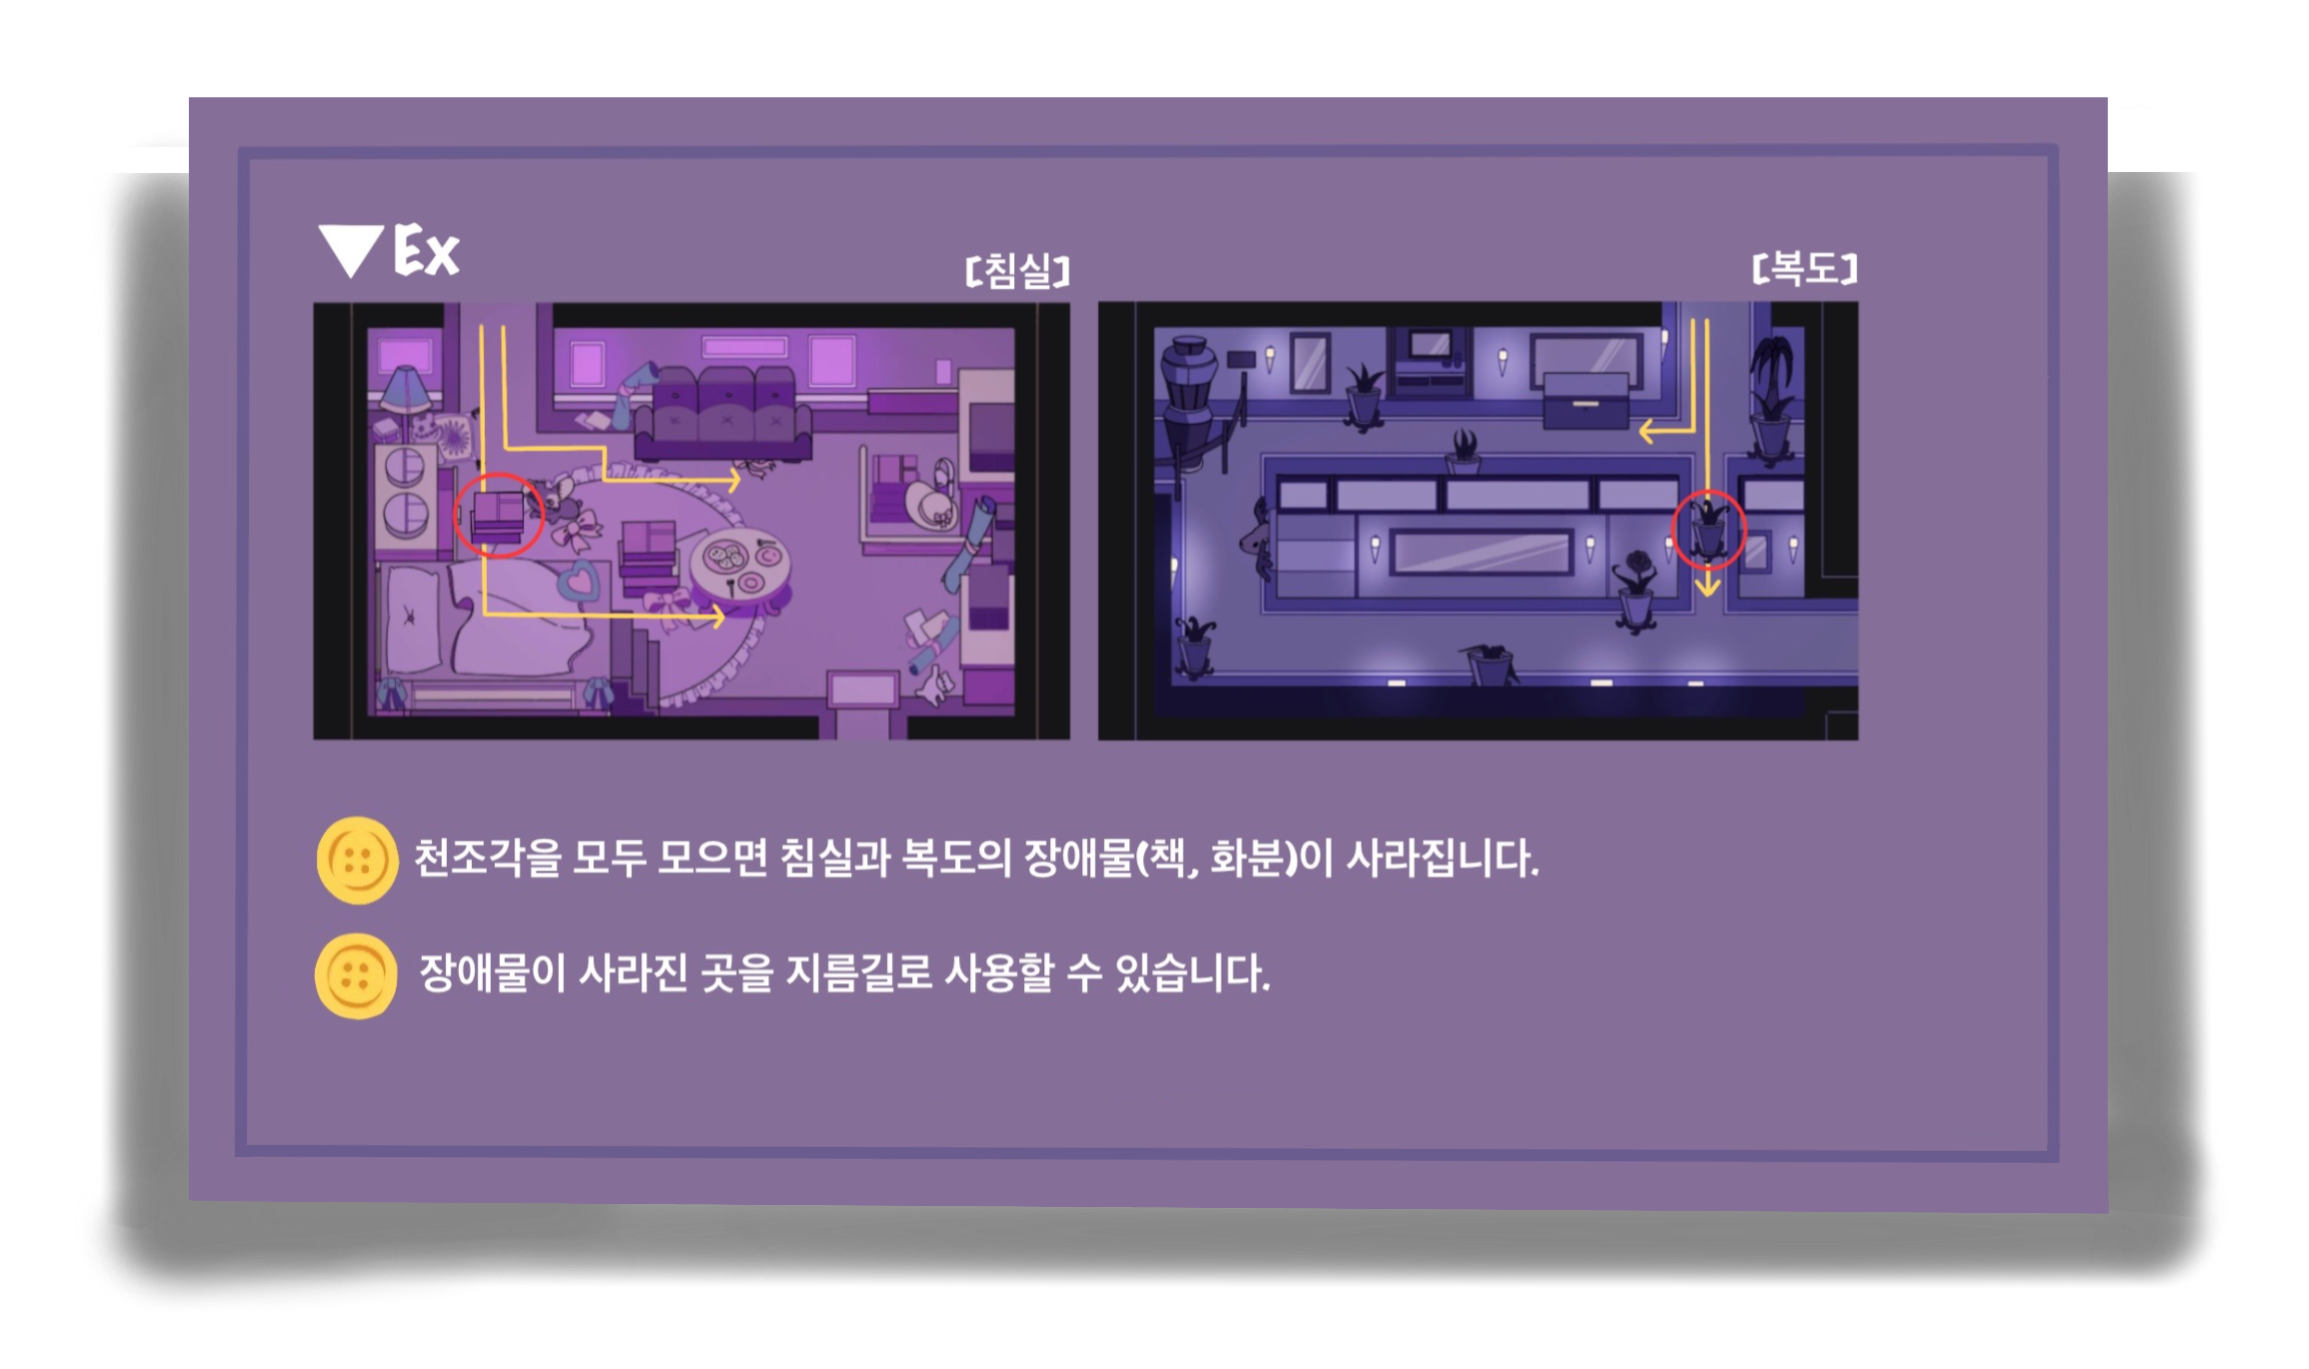 ▼Ex
[침실]
[복도]
천조각을 모두 모으면 침실과 복도의 장애물(책, 화분)이 사라집니다.
장애물이 사라진 곳을 지름길로 사용할 수 있습니다.